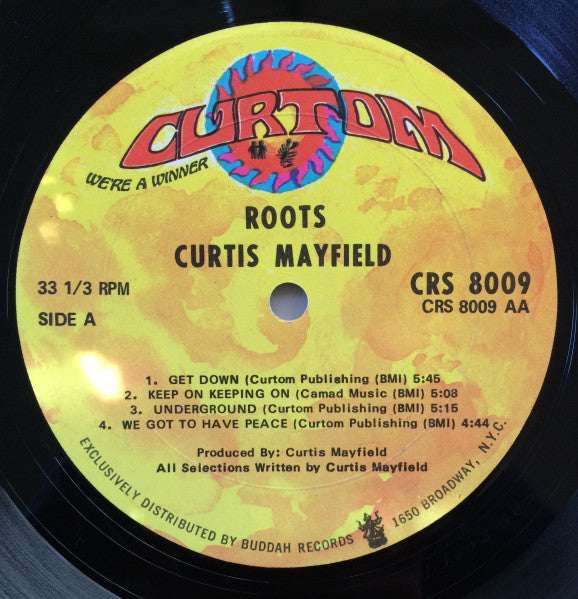 CURTOM
WE'RE A WINNER
ROOTS
CURTIS MAYFIELD
33 1/3 RPM
SIDE A
CRS 8009
CRS 8009 AA
1. GET DOWN (Curtom Publishing (BMI) 5:45
2. KEEP ON KEEPING ON (Camad Music (BMI) 5:08
3. UNDERGROUND (Curtom Publishing (BMI) 5:15
4. WE GOT TO HAVE PEACE (Curtom Publishing (BMI) 4:44
Produced By: Curtis Mayfield
All Selections Written by Curtis Mayfield
EXCLUSIVELY DISTRIBUTED BY BUDDAH RECORDS 1650 BROADWAY, N.Y.C.